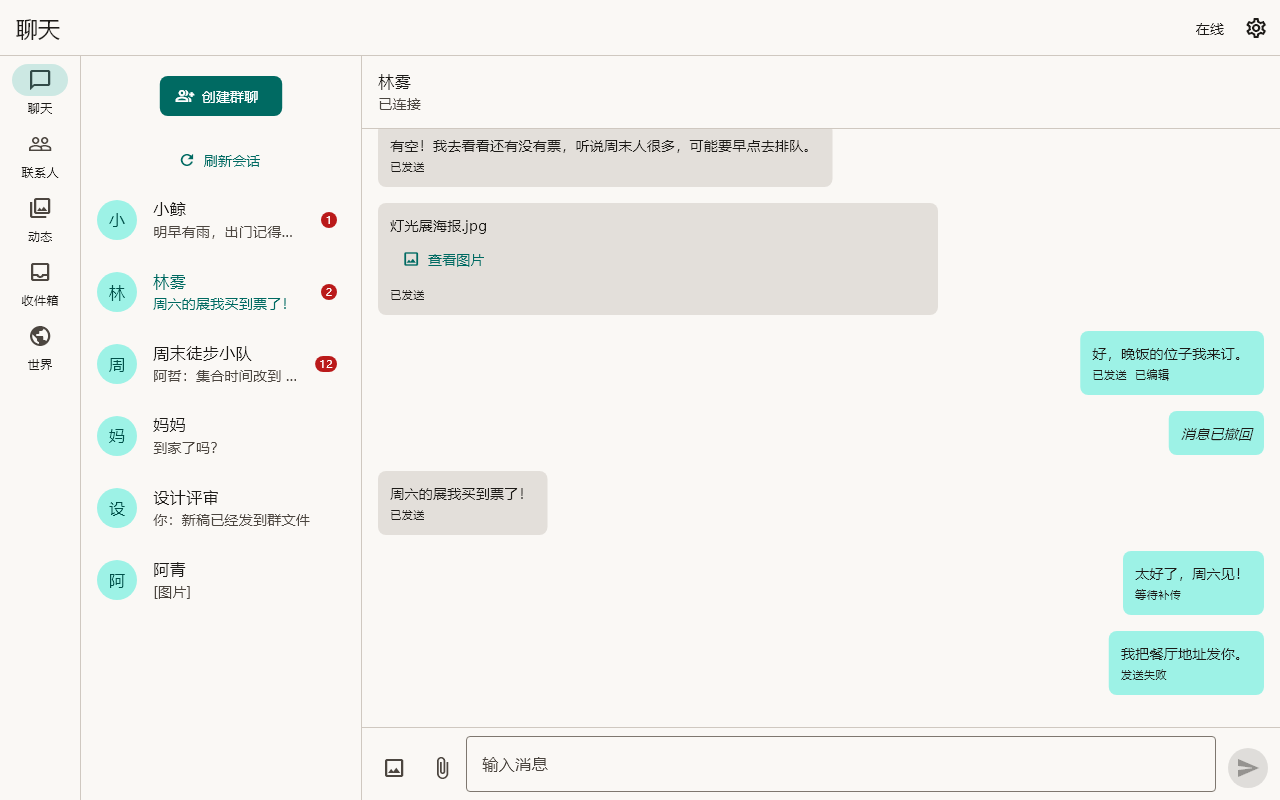 聊天
在线
聊天
联系人
动态
收件箱
世界
创建群聊
刷新会话
小
小鲸
明早有雨，出门记得…
1
林
林雾
周六的展我买到票了！
2
周
周末徒步小队
阿哲：集合时间改到 …
12
妈
妈妈
到家了吗？
设
设计评审
你：新稿已经发到群文件
阿
阿青
[图片]
林雾
已连接
有空！我去看看还有没有票，听说周末人很多，可能要早点去排队。
已发送
灯光展海报.jpg
查看图片
已发送
好，晚饭的位子我来订。
已发送 已编辑
消息已撤回
周六的展我买到票了！
已发送
太好了，周六见！
等待补传
我把餐厅地址发你。
发送失败
输入消息